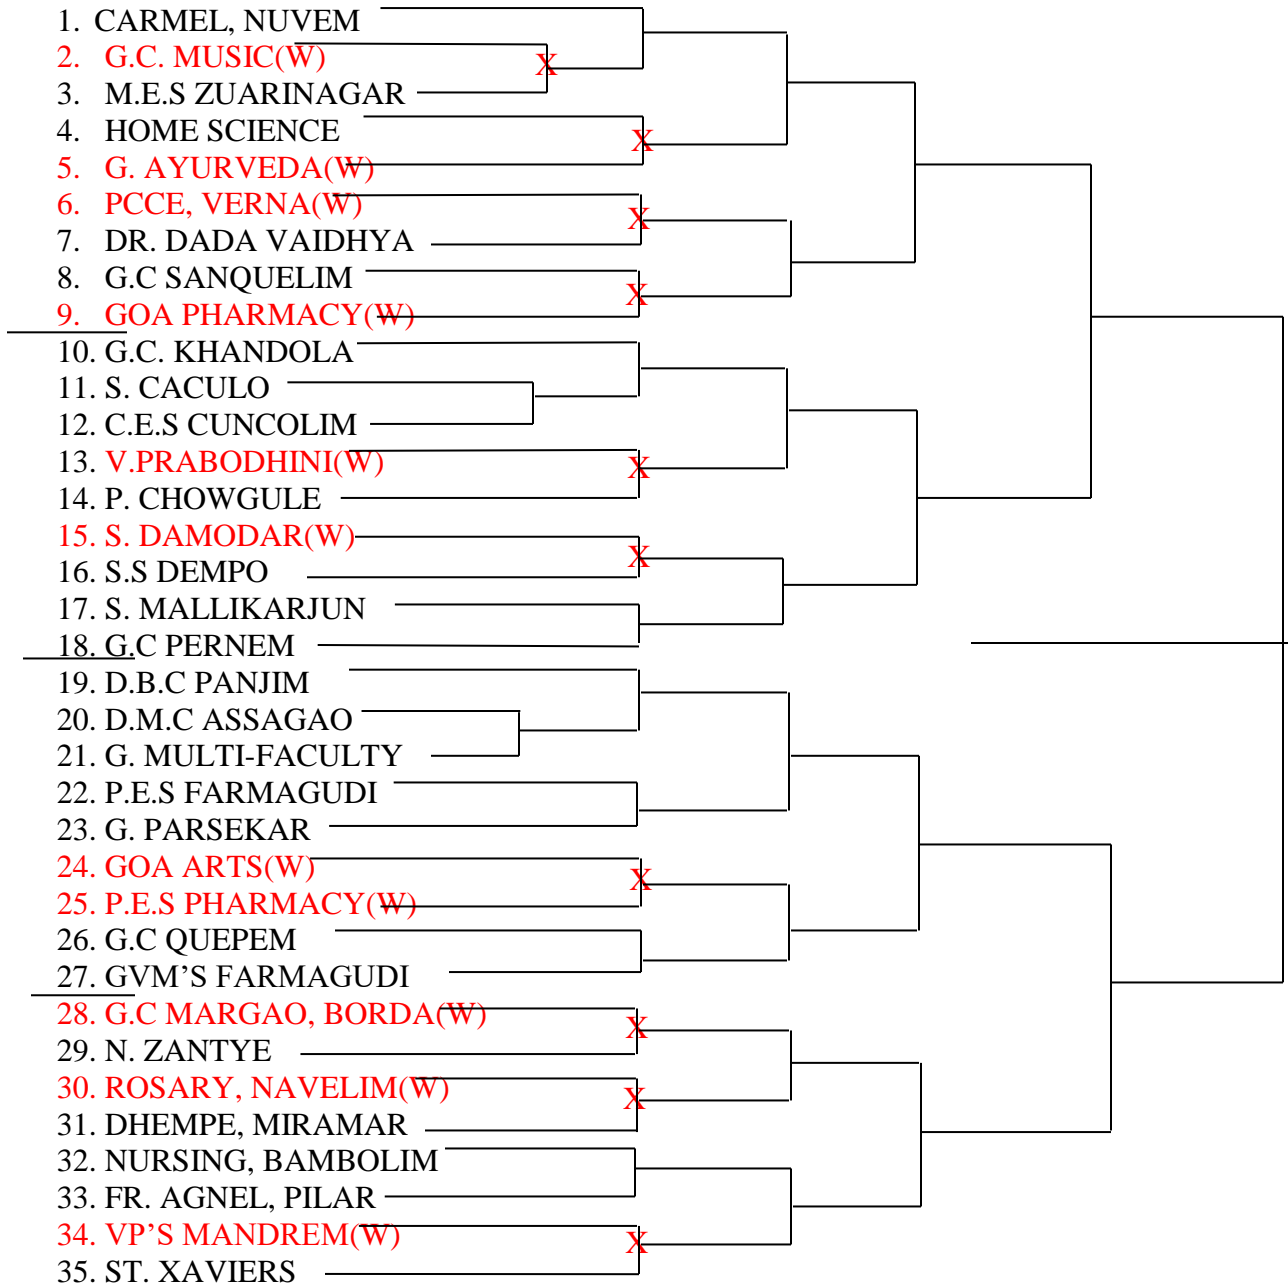 1. CARMEL, NUVEM
2. G.C. MUSIC(W)
X
3. M.E.S ZUARINAGAR
4. HOME SCIENCE
X
5. G. AYURVEDA(W)
6. PCCE, VERNA(W)
X
7. DR. DADA VAIDHYA
8. G.C SANQUELIM
X
9. GOA PHARMACY(W)
10. G.C. KHANDOLA
11. S. CACULO
12. C.E.S CUNCOLIM
13. V.PRABODHINI(W)
X
14. P. CHOWGULE
15. S. DAMODAR(W)
X
16. S.S DEMPO
17. S. MALLIKARJUN
18. G.C PERNEM
19. D.B.C PANJIM
20. D.M.C ASSAGAO
21. G. MULTI-FACULTY
22. P.E.S FARMAGUDI
23. G. PARSEKAR
24. GOA ARTS(W)
X
25. P.E.S PHARMACY(W)
26. G.C QUEPEM
27. GVM’S FARMAGUDI
28. G.C MARGAO, BORDA(W)
X
29. N. ZANTYE
30. ROSARY, NAVELIM(W)
X
31. DHEMPE, MIRAMAR
32. NURSING, BAMBOLIM
33. FR. AGNEL, PILAR
34. VP’S MANDREM(W)
X
35. ST. XAVIERS